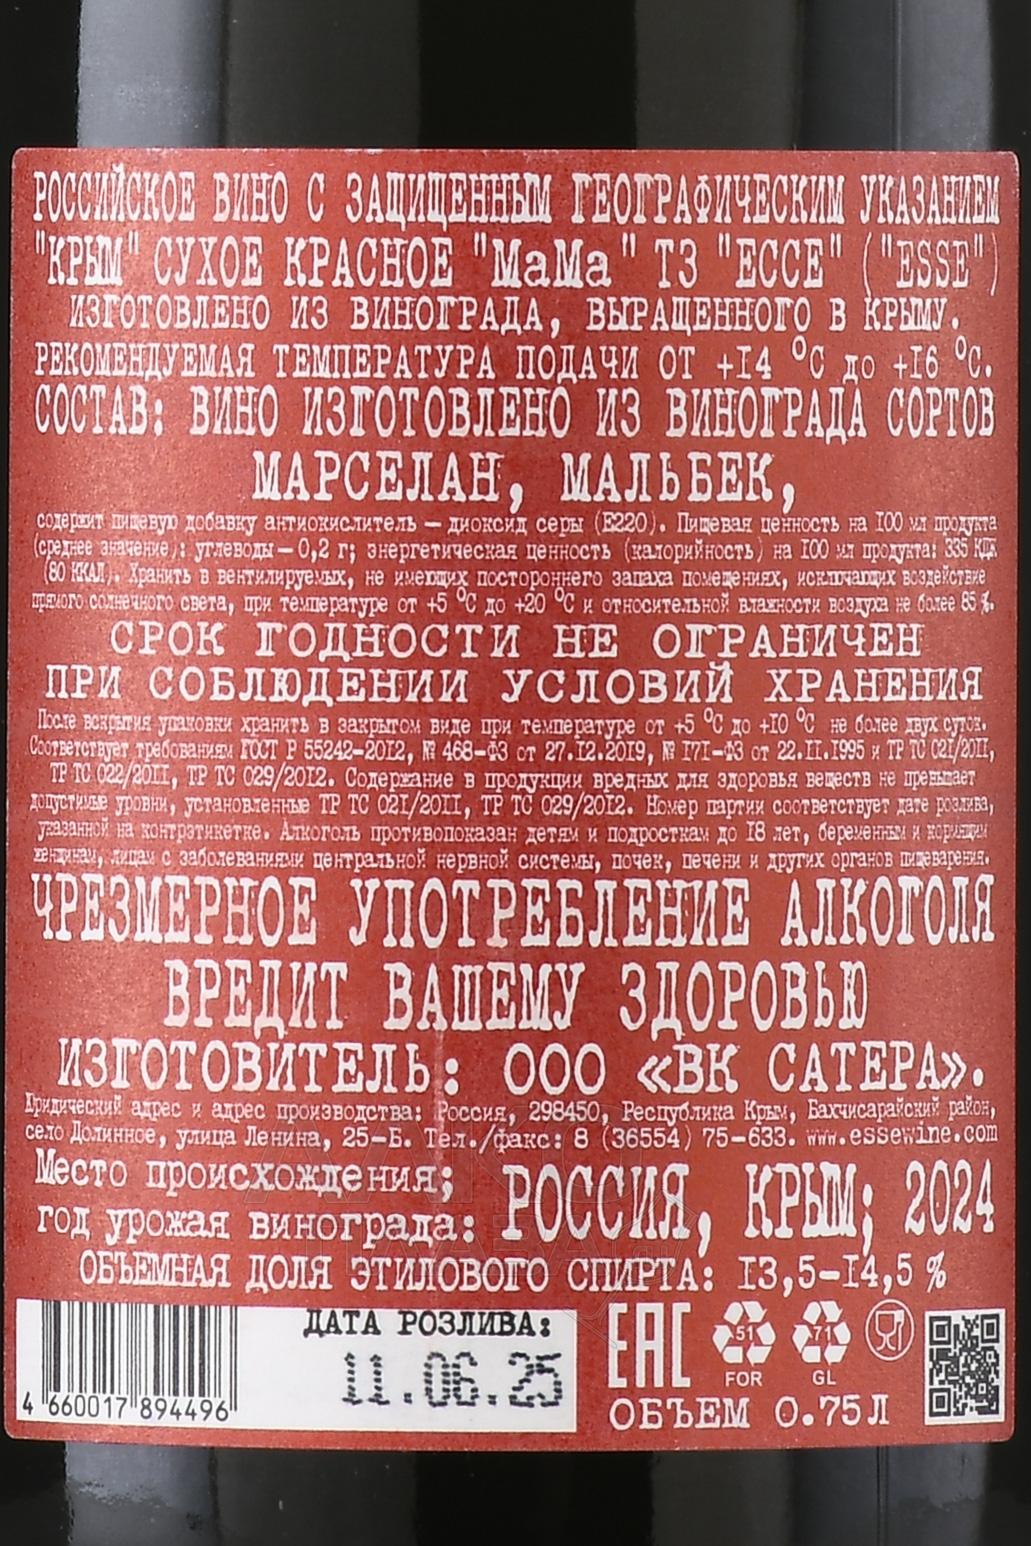 РОССИЙСКОЕ ВИНО С ЗАЩИЩЕННЫМ ГЕОГРАФИЧЕСКИМ УКАЗАНИЕМ
"КРЫМ" СУХОЕ КРАСНОЕ "МаМа" ТЗ "ЕССЕ" ("ESSE")
ИЗГОТОВЛЕНО ИЗ ВИНОГРАДА, ВЫРАЩЕННОГО В КРЫМУ.
РЕКОМЕНДУЕМАЯ ТЕМПЕРАТУРА ПОДАЧИ ОТ +14 °С до +16 °С.
СОСТАВ: ВИНО ИЗГОТОВЛЕНО ИЗ ВИНОГРАДА СОРТОВ
МАРСЕЛАН, МАЛЬБЕК,
содержит пищевую добавку антиокислитель – диоксид серы (Е220). Пищевая ценность на 100 мл продукта
(среднее значение): углеводы – 0,2 г; энергетическая ценность (калорийность) на 100 мл продукта: 335 КДЖ
(80 ККАЛ). Хранить в вентилируемых, не имеющих постороннего запаха помещениях, исключающих воздействие
прямого солнечного света, при температуре от +5 °С до +20 °С и относительной влажности воздуха не более 85 %.
СРОК ГОДНОСТИ НЕ ОГРАНИЧЕН
ПРИ СОБЛЮДЕНИИ УСЛОВИЙ ХРАНЕНИЯ
После вскрытия упаковки хранить в закрытом виде при температуре от +5 °С до +10 °С не более двух суток.
Соответствует требованиям ГОСТ Р 55242-2012, № 468-ФЗ от 27.12.2019, № 171-ФЗ от 22.11.1995 и ТР ТС 021/2011,
ТР ТС 022/2011, ТР ТС 029/2012. Содержание в продукции вредных для здоровья веществ не превышает
допустимые уровни, установленные ТР ТС 021/2011, ТР ТС 029/2012. Номер партии соответствует дате розлива,
указанной на контрэтикетке. Алкоголь противопоказан детям и подросткам до 18 лет, беременным и кормящим
женщинам, лицам с заболеваниями центральной нервной системы, почек, печени и других органов пищеварения.
ЧРЕЗМЕРНОЕ УПОТРЕБЛЕНИЕ АЛКОГОЛЯ
ВРЕДИТ ВАШЕМУ ЗДОРОВЬЮ
ИЗГОТОВИТЕЛЬ: ООО «ВК САТЕРА».
Юридический адрес и адрес производства: Россия, 298450, Республика Крым, Бахчисарайский район,
село Долинное, улица Ленина, 25-Б. Тел./факс: 8 (36554) 75-633. www.essewine.com
Место происхождения;
год урожая винограда: РОССИЯ, КРЫМ; 2024
ОБЪЕМНАЯ ДОЛЯ ЭТИЛОВОГО СПИРТА: 13,5-14,5 %
ДАТА РОЗЛИВА:
11.06.25
4 660017 894496
EAC
51
FOR
71
GL
ОБЪЕМ 0.75Л